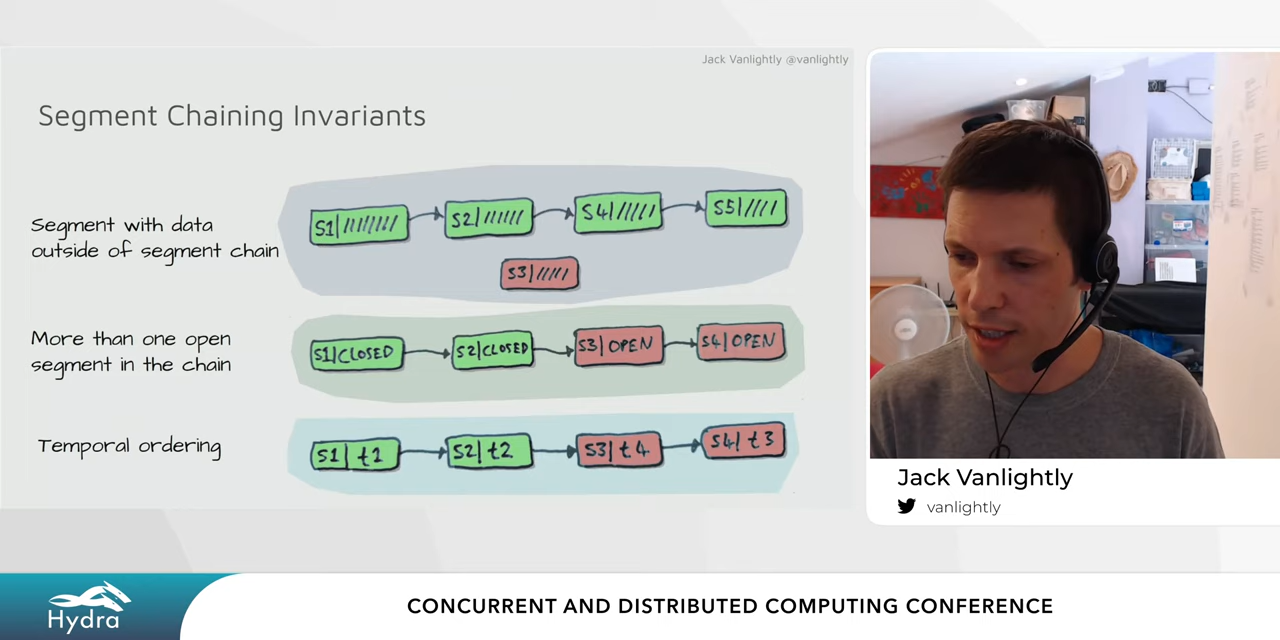 Jack Vanlightly @vanlightly
Segment Chaining Invariants
Segment with data
outside of segment chain
S1
S2
S4
S5
S3
More than one open
segment in the chain
S1|CLOSED
S2|CLOSED
S3|OPEN
S4|OPEN
Temporal ordering
S1|t1
S2|t2
S3|t4
S4|t3
Jack Vanlightly
vanlightly
Hydra
CONCURRENT AND DISTRIBUTED COMPUTING CONFERENCE